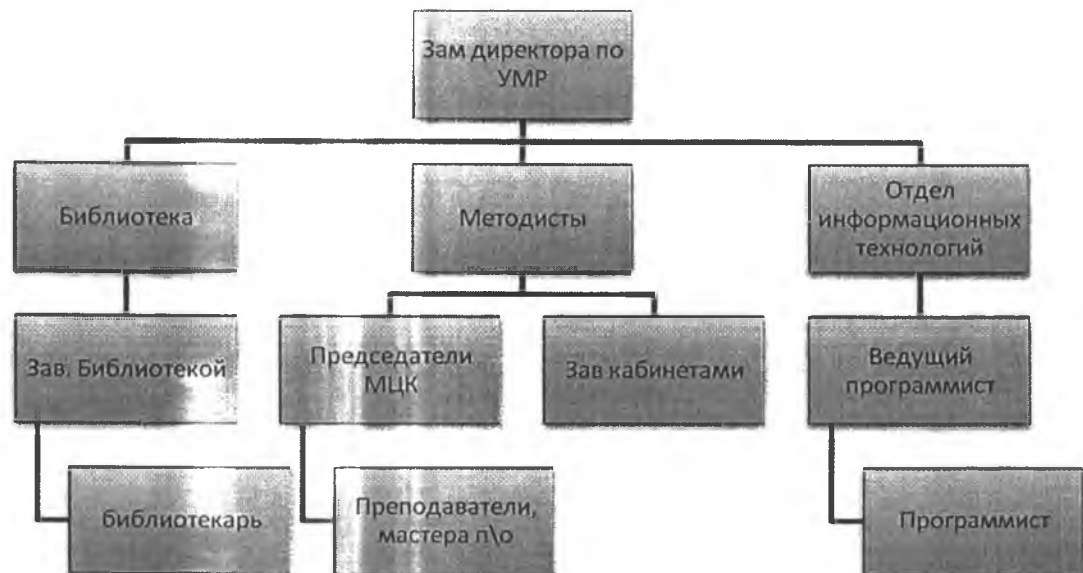 Зам директора по
УМР
Библиотека
Методисты
Отдел
информационных
технологий
Зав. Библиотекой
Председатели
МЦК
Зав кабинетами
Ведущий
программист
библиотекарь
Преподаватели,
мастера п\о
Программист